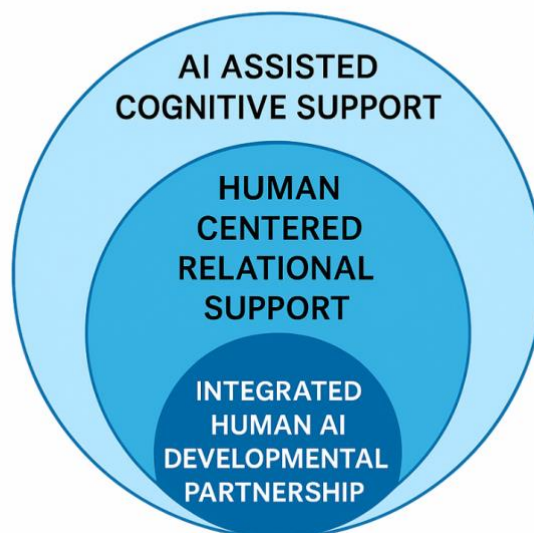 AI ASSISTED
COGNITIVE SUPPORT
HUMAN
CENTERED
RELATIONAL
SUPPORT
INTEGRATED
HUMAN AI
DEVELOPMENTAL
PARTNERSHIP